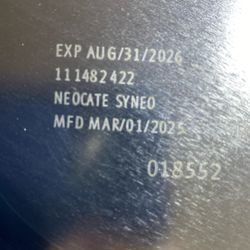 EXP AUG/31/2026
111482422
NEOCATE SYNEO
MFD MAR/01/2025
018552